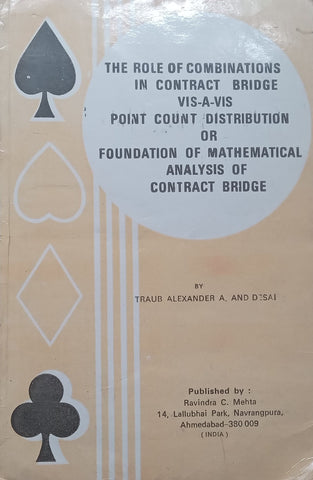 THE ROLE OF COMBINATIONS
IN CONTRACT BRIDGE
VIS-A-VIS
POINT COUNT DISTRIBUTION
OR
FOUNDATION OF MATHEMATICAL
ANALYSIS OF
CONTRACT BRIDGE
BY
TRAUB ALEXANDER A. AND DESAI
Published by :
Ravindra C. Mehta
14, Lallubhai Park, Navrangpura,
Ahmedabad-380 009
( INDIA )